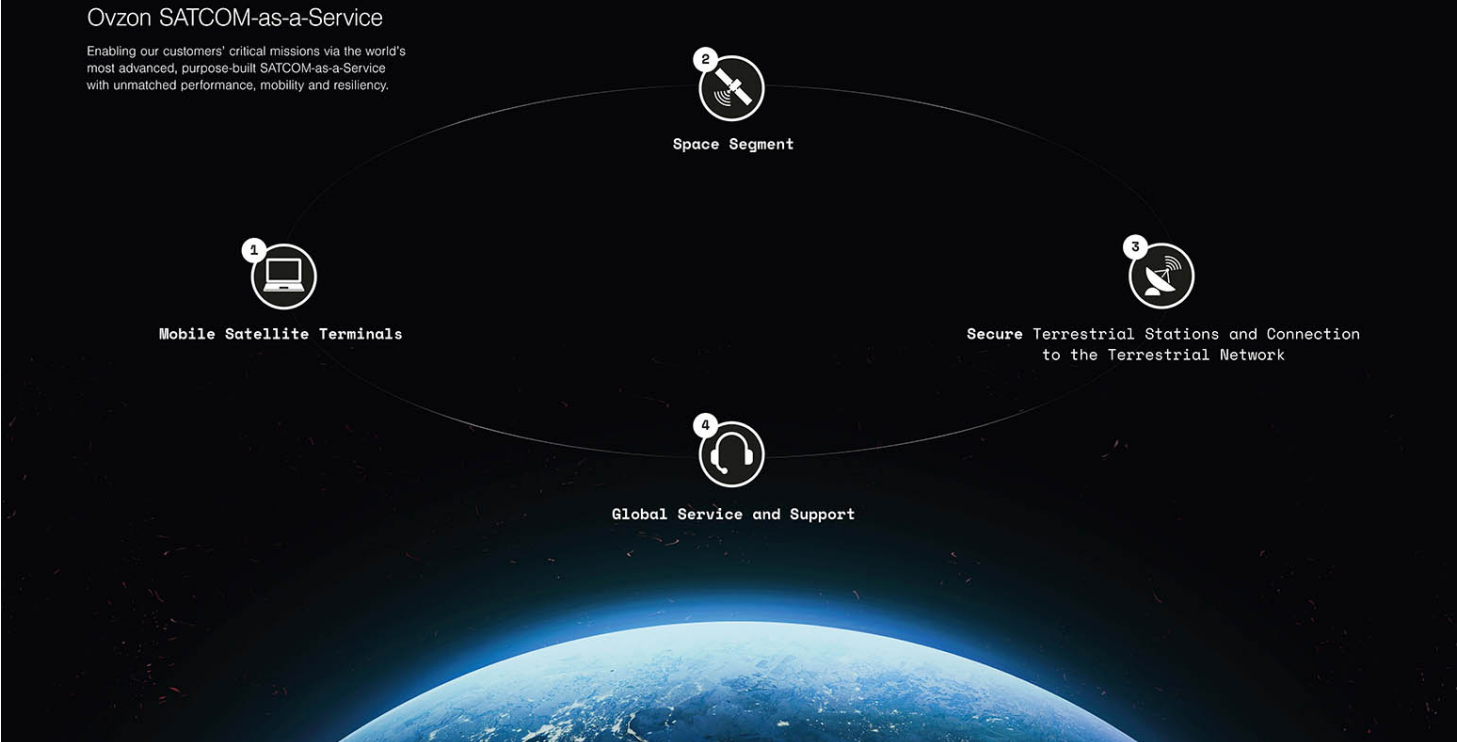 Ovzon SATCOM-as-a-Service
Enabling our customers' critical missions via the world's
most advanced, purpose-built SATCOM-as-a-Service
with unmatched performance, mobility and resiliency.
2
Space Segment
1
Mobile Satellite Terminals
3
Secure Terrestrial Stations and Connection
to the Terrestrial Network
4
Global Service and Support